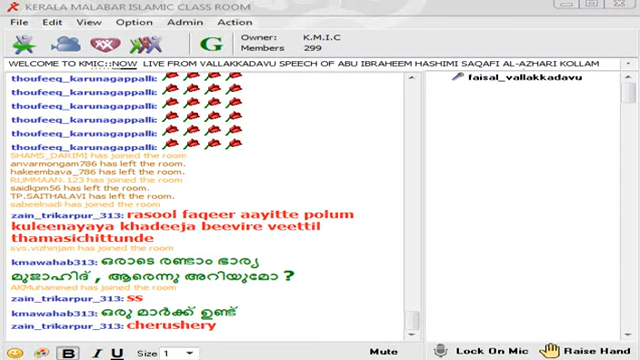 KERALA MALABAR ISLAMIC CLASS ROOM
File Edit View Option Admin Action
G Owner: K.M.I.C
Members 299
WELCOME TO KMIC::NOW LIVE FROM VALLAKKADAVU SPEECH OF ABU IBRAHEEM HASHIMI SAQAFI AL-AZHARI KOLLAM
thoufeeq_karunagappalli:
thoufeeq_karunagappalli:
thoufeeq_karunagappalli:
thoufeeq_karunagappalli:
thoufeeq_karunagappalli:
thoufeeq_karunagappalli:
SHAMS_DARIMI has joined the room
anvarmongam_786 has left the room.
hakeembava_786 has left the room.
RUMMAAN.123 has joined the room
saidkpm56 has left the room.
TP.SAITHALAVI has left the room.
sabeelnadi has joined the room
zain_trikarpur_313: rasool faqeer aayitte polum
kuleenayaya khadeeja beevire veettil
thamasichittunde
sys.vizhinjam has joined the room
kmawahab313: ഒരാടെ രണ്ടാം ഭാര്യ
മുജാഹിദ് , ആരെന്നു അറിയുമോ ?
AKMuhammed has joined the room
zain_trikarpur_313: ss
kmawahab313: ഒരു മാർക്ക് ഉണ്ട്
zain_trikarpur_313: cherushery
faisal_vallakkadavu
B I U Size 1 Mute Lock On Mic Raise Hand